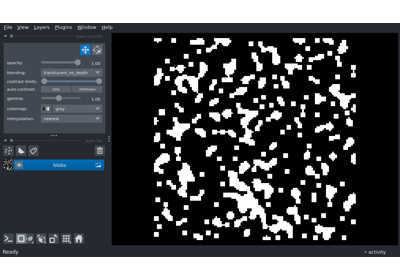 File View Layers Plugins Window Help
opacity: 1.00
blending: translucent_no_depth
contrast limits:
auto-contrast: once continuous
gamma: 1.00
colormap: gray
interpolation: nearest
blobs
Ready activity